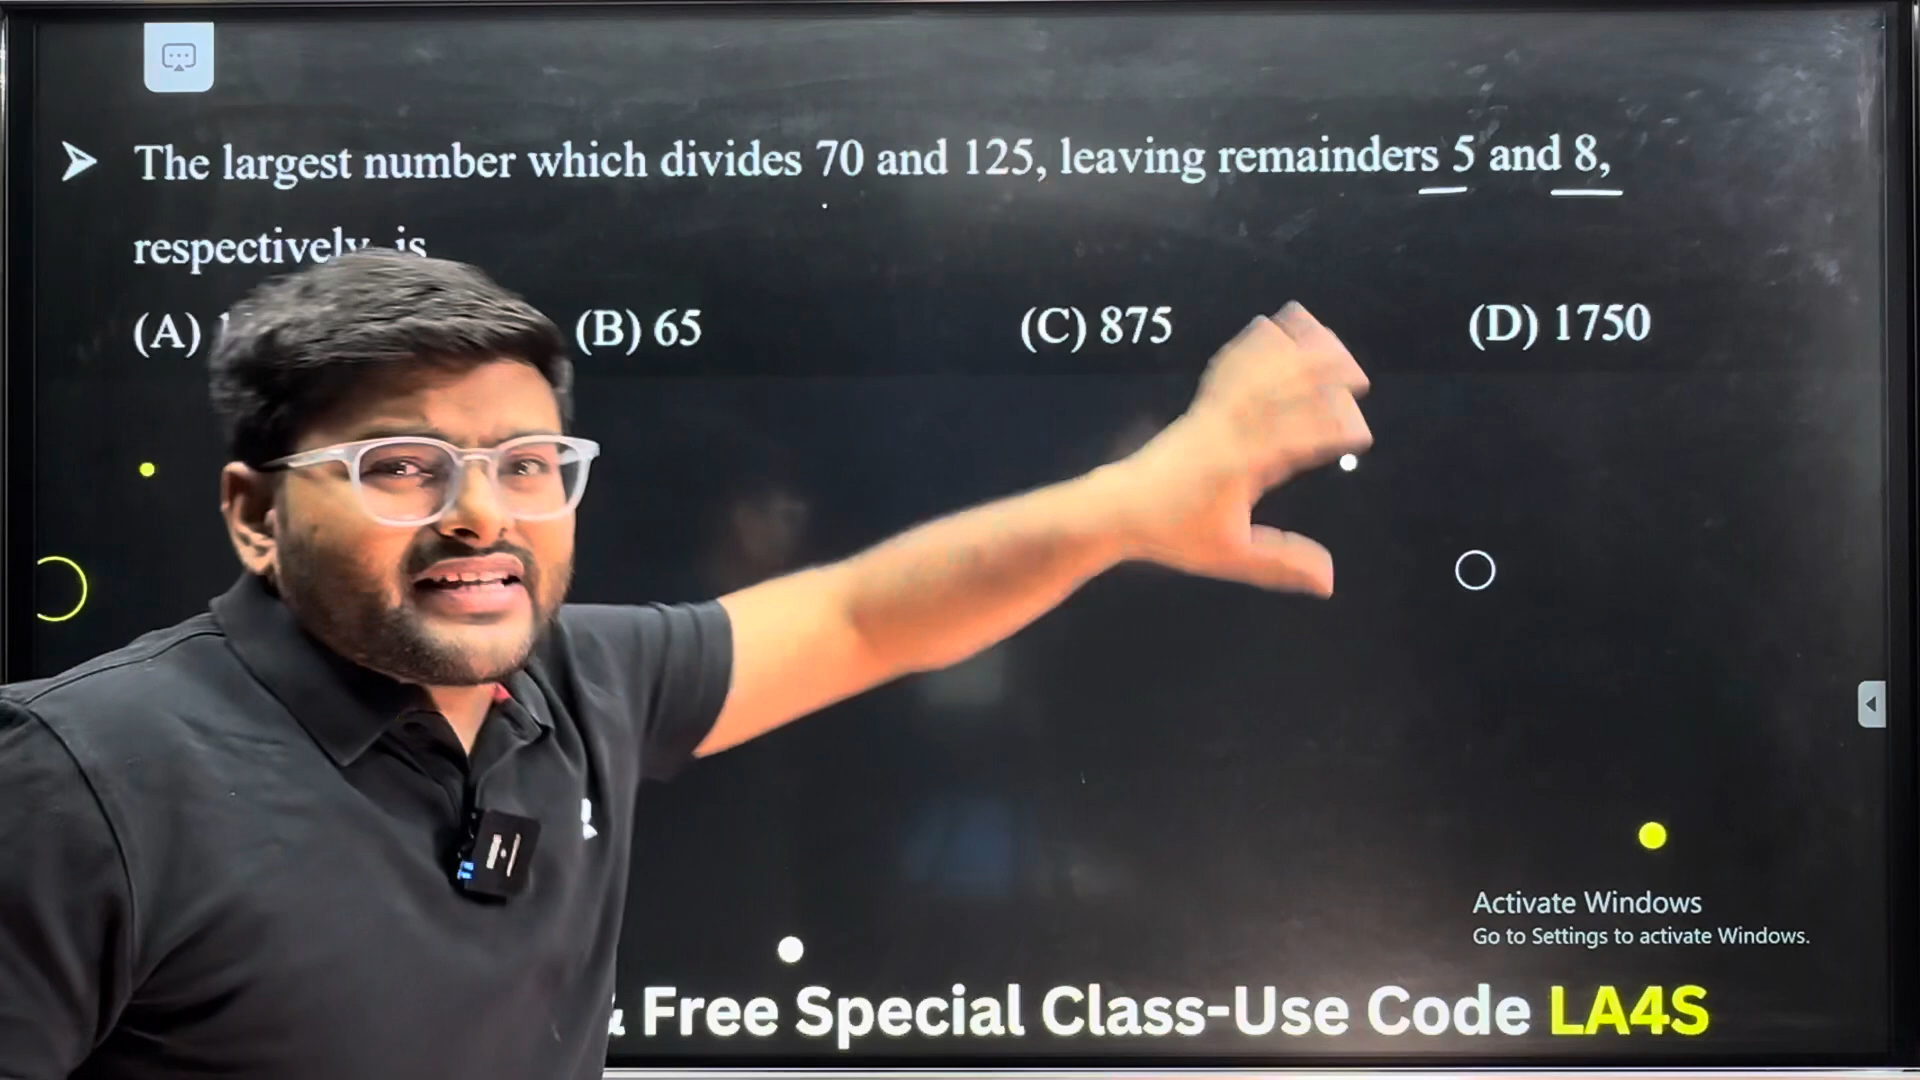 The largest number which divides 70 and 125, leaving remainders 5 and 8,
respectively, is
(A) (B) 65 (C) 875 (D) 1750
Activate Windows
Go to Settings to activate Windows.
& Free Special Class-Use Code LA4S